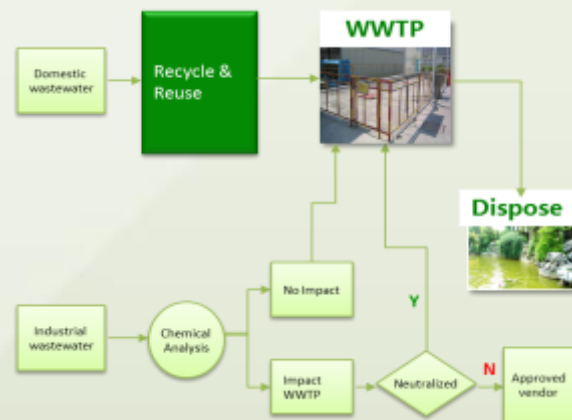 WWTP
Domestic
wastewater
Recycle &
Reuse
Dispose
No Impact
Y
Industrial
wastewater
Chemical
Analysis
Impact
WWTP
Neutralized
N
Approved
vendor